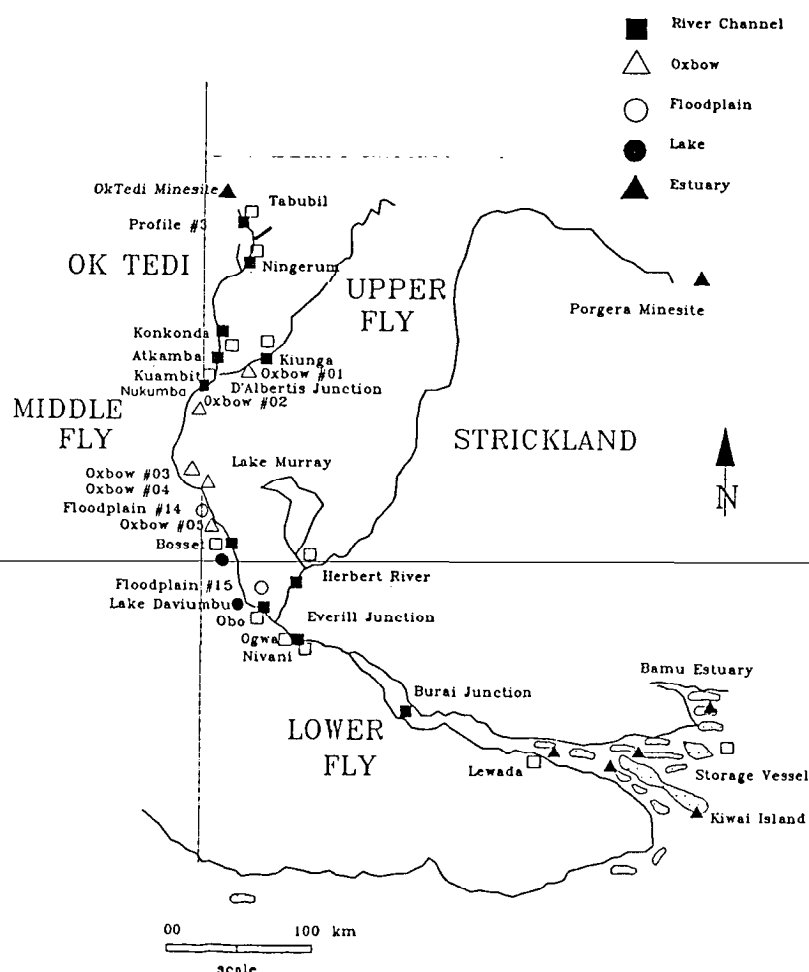 River Channel
Oxbow
Floodplain
Lake
Estuary
OkTedi Minesite
Tabubil
Profile #3
OK TEDI
Ningerum
UPPER
FLY
Porgera Minesite
Konkonda
Atkamba
Kiunga
Kuambit
Oxbow #01
D'Albertis Junction
Nukumba
Oxbow #02
MIDDLE
FLY
STRICKLAND
N
Lake Murray
Oxbow #03
Oxbow #04
Floodplain #14
Oxbow #05
Bosset
Herbert River
Floodplain #15
Lake Daviumbu
Obo
Everill Junction
Ogwa
Nivani
Bamu Estuary
Burai Junction
LOWER
FLY
Lewada
Storage Vessel
Kiwai Island
00 100 km
scale